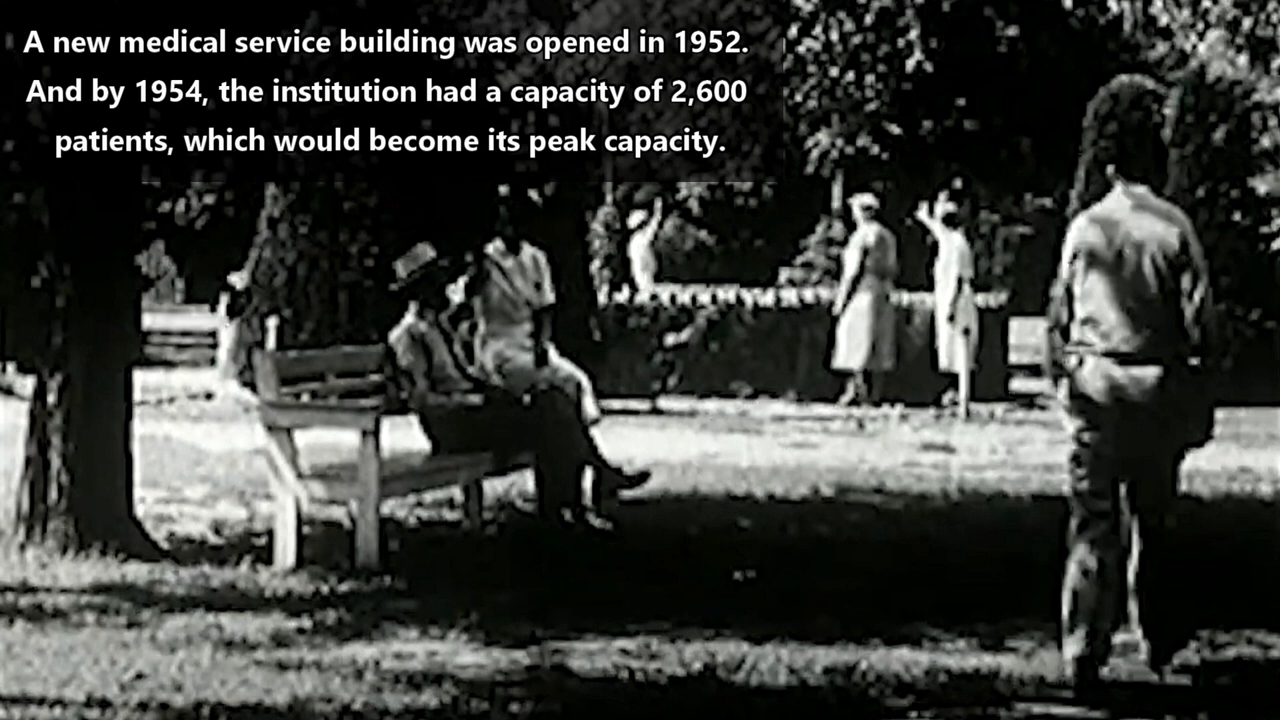 A new medical service building was opened in 1952.
And by 1954, the institution had a capacity of 2,600
patients, which would become its peak capacity.